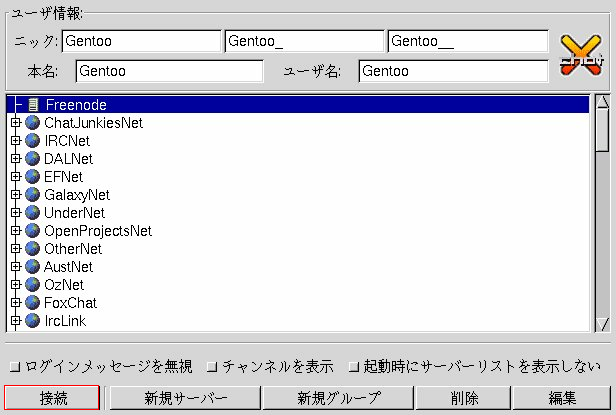 ユーザ情報:
ニック: Gentoo Gentoo_ Gentoo__
chat
本名: Gentoo ユーザ名: Gentoo
Freenode
ChatJunkiesNet
IRCNet
DALNet
EFNet
GalaxyNet
UnderNet
OpenProjectsNet
OtherNet
AustNet
OzNet
FoxChat
IrcLink
ログインメッセージを無視 チャンネルを表示 起動時にサーバーリストを表示しない
接続 新規サーバー 新規グループ 削除 編集